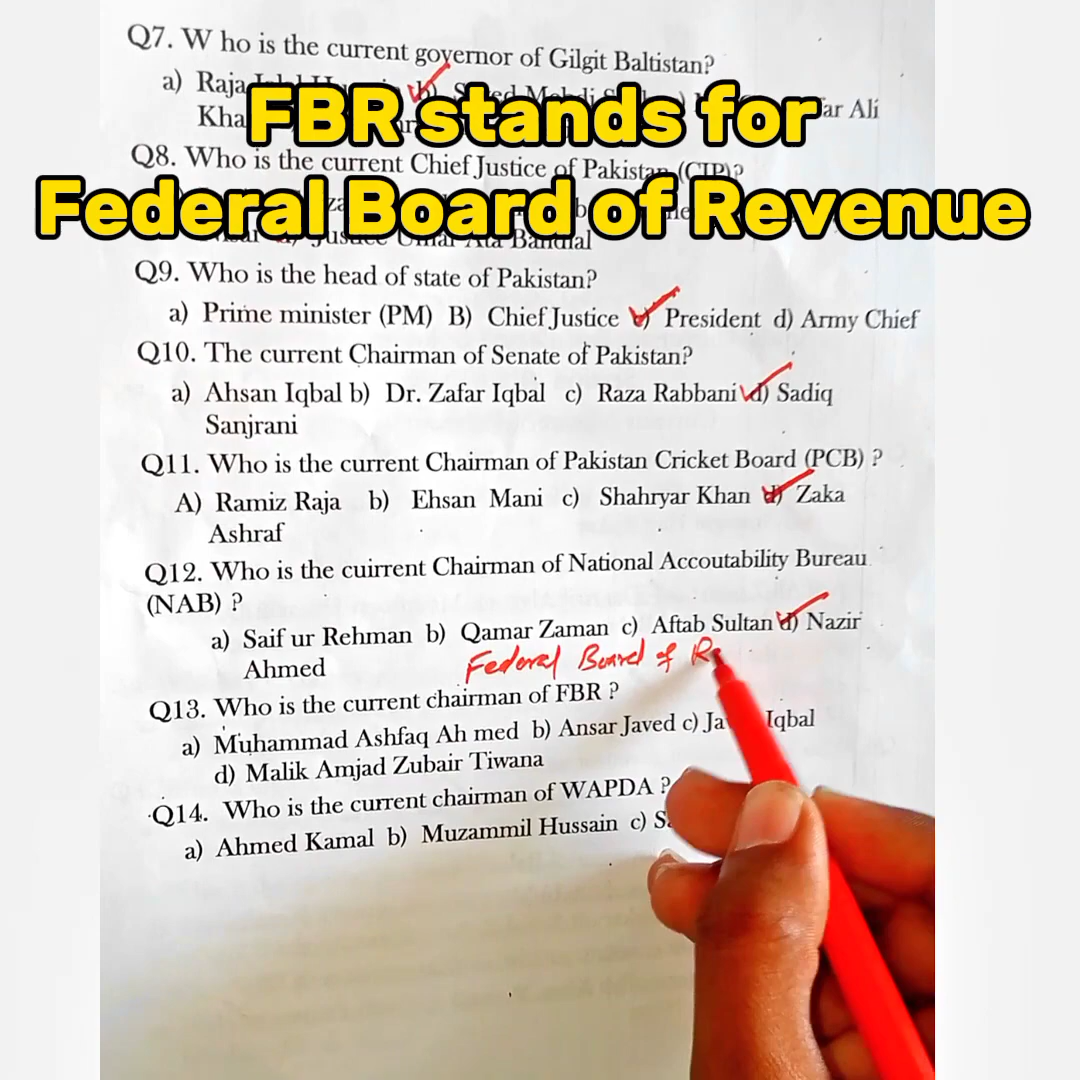 Q7. W ho is the current governor of Gilgit Baltistan?
a) Raja
ar Ali
Kha
FBR stands for
Q8. Who is the current Chief Justice of Pakistan (CJP)?
Federal Board of Revenue
Bandial
Q9. Who is the head of state of Pakistan?
a) Prime minister (PM) B) Chief Justice c) President d) Army Chief
Q10. The current Chairman of Senate of Pakistan?
a) Ahsan Iqbal b) Dr. Zafar Iqbal c) Raza Rabbani d) Sadiq
Sanjrani
Q11. Who is the current Chairman of Pakistan Cricket Board (PCB) ?
A) Ramiz Raja b) Ehsan Mani c) Shahryar Khan d) Zaka
Ashraf
Q12. Who is the cuirrent Chairman of National Accoutability Bureau
(NAB) ?
a) Saif ur Rehman b) Qamar Zaman c) Aftab Sultan d) Nazir
Ahmed
Federal Board of R
Q13. Who is the current chairman of FBR ?
a) Muhammad Ashfaq Ah med b) Ansar Javed c) Ja Iqbal
d) Malik Amjad Zubair Tiwana
Q14. Who is the current chairman of WAPDA ?
a) Ahmed Kamal b) Muzammil Hussain c) S